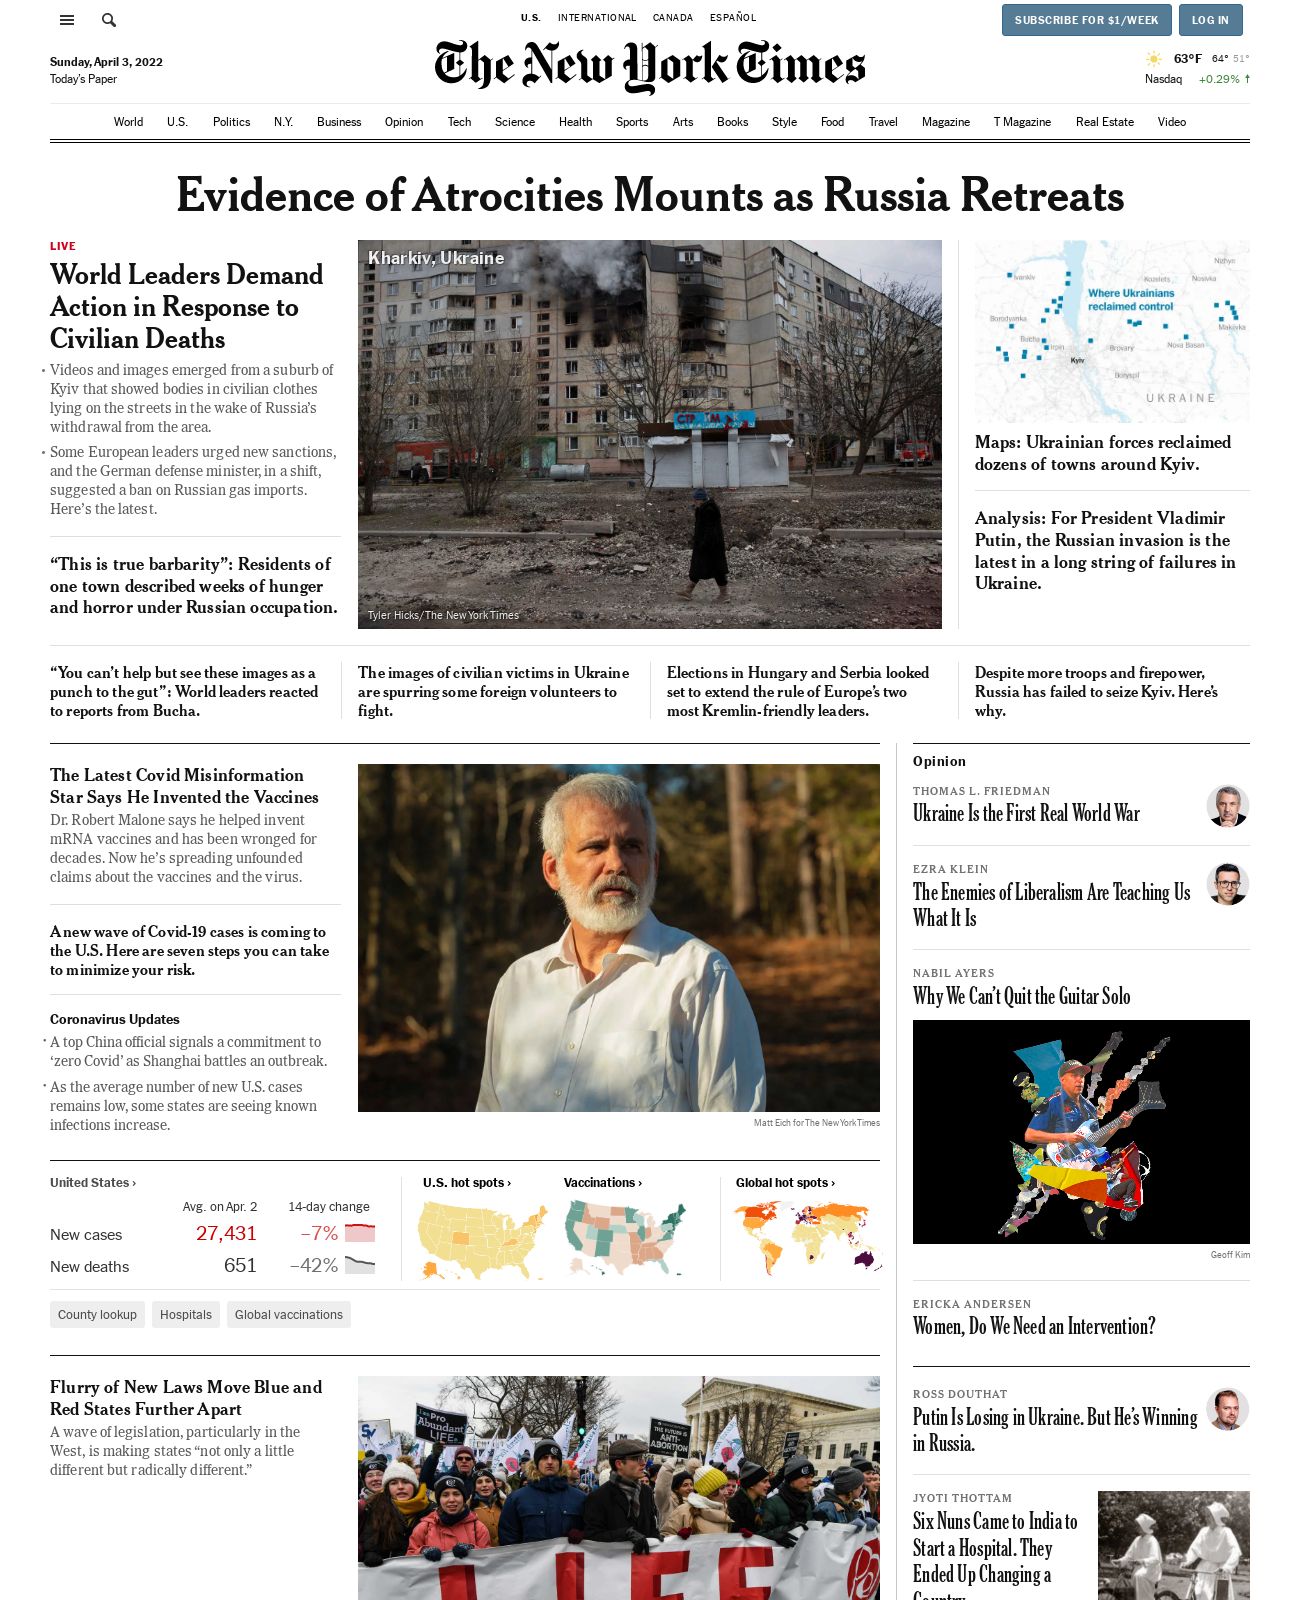 U.S. INTERNATIONAL CANADA ESPAÑOL
SUBSCRIBE FOR $1/WEEK
LOG IN
Sunday, April 3, 2022
Today's Paper
The New York Times
63°F 64° 51°
Nasdaq +0.29%
World U.S. Politics N.Y. Business Opinion Tech Science Health Sports Arts Books Style Food Travel Magazine T Magazine Real Estate Video
Evidence of Atrocities Mounts as Russia Retreats
LIVE
World Leaders Demand
Action in Response to
Civilian Deaths
Videos and images emerged from a suburb of
Kyiv that showed bodies in civilian clothes
lying on the streets in the wake of Russia's
withdrawal from the area.
Some European leaders urged new sanctions,
and the German defense minister, in a shift,
suggested a ban on Russian gas imports.
Here's the latest.
“This is true barbarity”: Residents of
one town described weeks of hunger
and horror under Russian occupation.
Kharkiv, Ukraine
Tyler Hicks/The New York Times
Nizhyn
Ivankiv
Kozelets
Nosivka
Where Ukrainians
reclaimed control
Borodyanka
Makiivka
Bucha
Irpin
Brovary
Nova Basan
Kyiv
Boryspil
UKRAINE
Maps: Ukrainian forces reclaimed
dozens of towns around Kyiv.
Analysis: For President Vladimir
Putin, the Russian invasion is the
latest in a long string of failures in
Ukraine.
“You can't help but see these images as a
punch to the gut”: World leaders reacted
to reports from Bucha.
The images of civilian victims in Ukraine
are spurring some foreign volunteers to
fight.
Elections in Hungary and Serbia looked
set to extend the rule of Europe's two
most Kremlin-friendly leaders.
Despite more troops and firepower,
Russia has failed to seize Kyiv. Here's
why.
The Latest Covid Misinformation
Star Says He Invented the Vaccines
Dr. Robert Malone says he helped invent
mRNA vaccines and has been wronged for
decades. Now he's spreading unfounded
claims about the vaccines and the virus.
A new wave of Covid-19 cases is coming to
the U.S. Here are seven steps you can take
to minimize your risk.
Coronavirus Updates
A top China official signals a commitment to
‘zero Covid’ as Shanghai battles an outbreak.
As the average number of new U.S. cases
remains low, some states are seeing known
infections increase.
Matt Eich for The New York Times
United States ›
Avg. on Apr. 2 14-day change
New cases 27,431 –7%
New deaths 651 –42%
U.S. hot spots ›
Vaccinations ›
Global hot spots ›
County lookup
Hospitals
Global vaccinations
Flurry of New Laws Move Blue and
Red States Further Apart
A wave of legislation, particularly in the
West, is making states “not only a little
different but radically different.”
Pro
Abundant
LIFE
THE FUTURE IS
ANTI-
ABORTION
LIFE
Opinion
THOMAS L. FRIEDMAN
Ukraine Is the First Real World War
EZRA KLEIN
The Enemies of Liberalism Are Teaching Us
What It Is
NABIL AYERS
Why We Can't Quit the Guitar Solo
Geoff Kim
ERICKA ANDERSEN
Women, Do We Need an Intervention?
ROSS DOUTHAT
Putin Is Losing in Ukraine. But He's Winning
in Russia.
JYOTI THOTTAM
Six Nuns Came to India to
Start a Hospital. They
Ended Up Changing a
Country